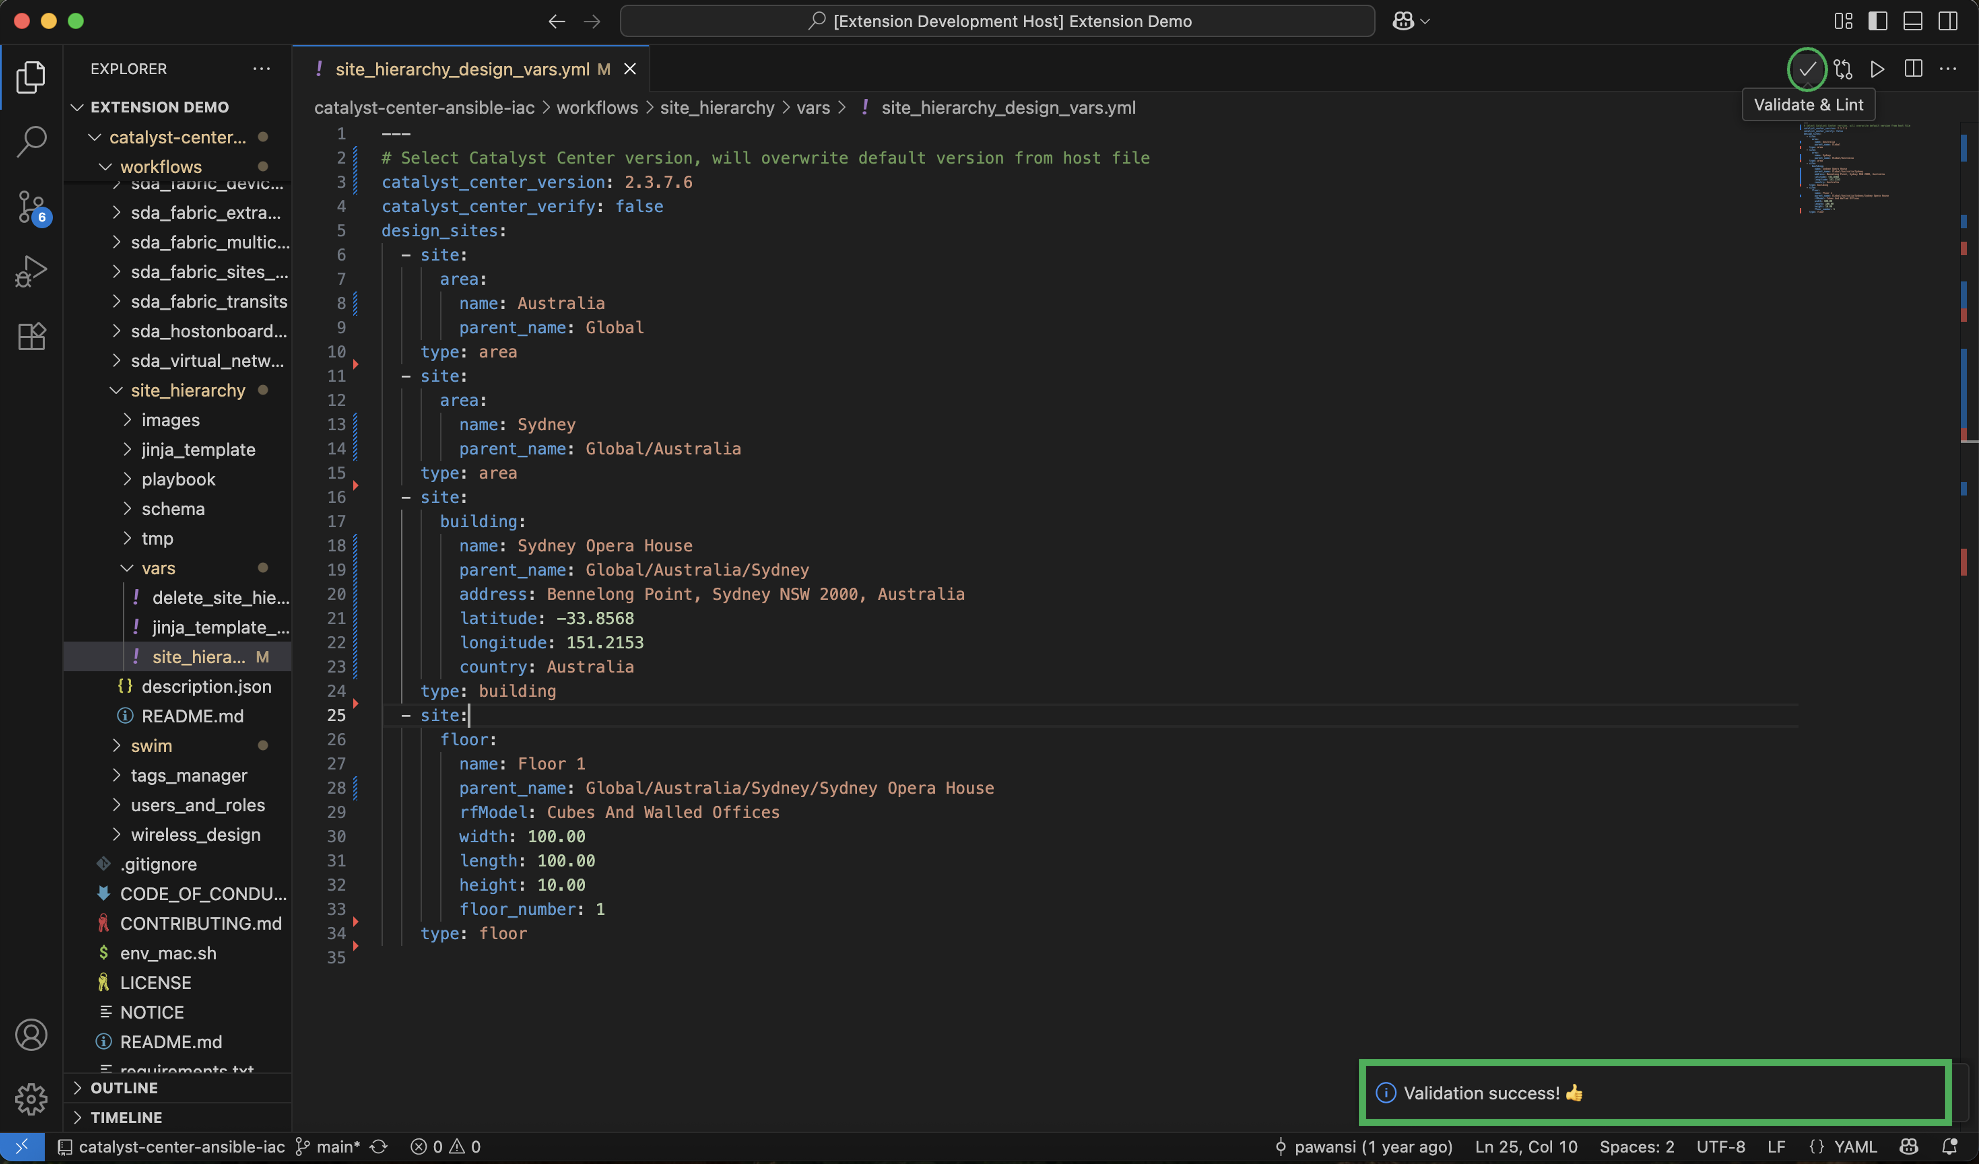 [Extension Development Host] Extension Demo
EXPLORER
site_hierarchy_design_vars.yml M
Validate & Lint
EXTENSION DEMO
catalyst-center...
workflows
sda_fabric_devic...
sda_fabric_extra...
sda_fabric_multic...
sda_fabric_sites_...
sda_fabric_transits
sda_hostonboard...
sda_virtual_netw...
site_hierarchy
images
jinja_template
playbook
schema
tmp
vars
! delete_site_hie...
! jinja_template_...
! site_hiera... M
{} description.json
README.md
swim
tags_manager
users_and_roles
wireless_design
.gitignore
CODE_OF_CONDU...
CONTRIBUTING.md
$ env_mac.sh
LICENSE
NOTICE
README.md
requirements.txt
OUTLINE
TIMELINE
6
catalyst-center-ansible-iac > workflows > site_hierarchy > vars > ! site_hierarchy_design_vars.yml
1 ---
2 # Select Catalyst Center version, will overwrite default version from host file
3 catalyst_center_version: 2.3.7.6
4 catalyst_center_verify: false
5 design_sites:
6 - site:
7 area:
8 name: Australia
9 parent_name: Global
10 type: area
11 - site:
12 area:
13 name: Sydney
14 parent_name: Global/Australia
15 type: area
16 - site:
17 building:
18 name: Sydney Opera House
19 parent_name: Global/Australia/Sydney
20 address: Bennelong Point, Sydney NSW 2000, Australia
21 latitude: -33.8568
22 longitude: 151.2153
23 country: Australia
24 type: building
25 - site:
26 floor:
27 name: Floor 1
28 parent_name: Global/Australia/Sydney/Sydney Opera House
29 rfModel: Cubes And Walled Offices
30 width: 100.00
31 length: 100.00
32 height: 10.00
33 floor_number: 1
34 type: floor
35
Validation success! 👍
catalyst-center-ansible-iac main* 0 0 pawansi (1 year ago) Ln 25, Col 10 Spaces: 2 UTF-8 LF {} YAML